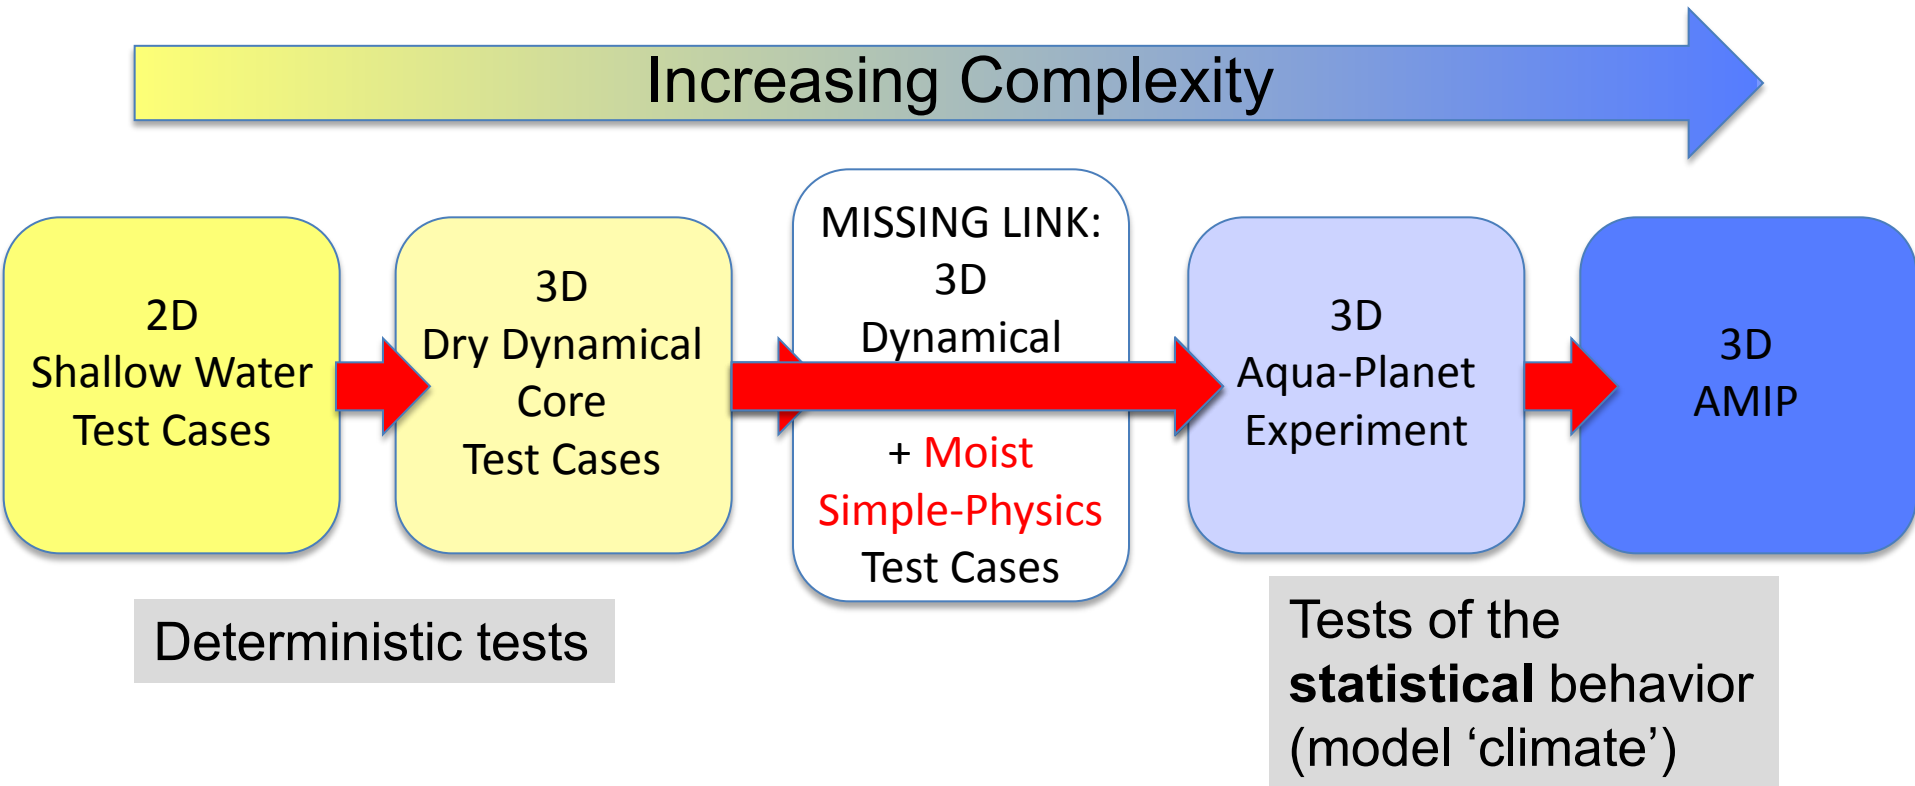 Increasing Complexity
2D
Shallow Water
Test Cases
3D
Dry Dynamical
Core
Test Cases
MISSING LINK:
3D
Dynamical
+ Moist
Simple-Physics
Test Cases
3D
Aqua-Planet
Experiment
3D
AMIP
Deterministic tests
Tests of the
statistical behavior
(model ‘climate’)